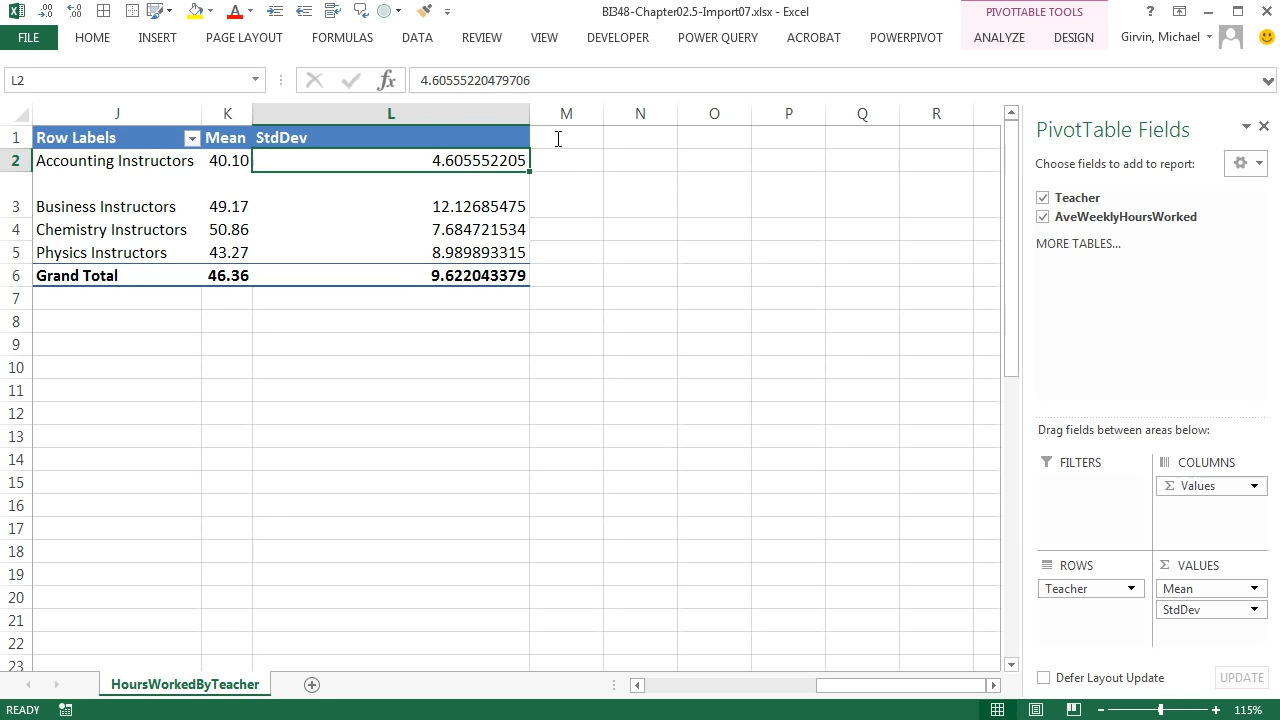 BI348-Chapter02.5-Import07.xlsx - Excel
PIVOTTABLE TOOLS
FILE HOME INSERT PAGE LAYOUT FORMULAS DATA REVIEW VIEW DEVELOPER POWER QUERY ACROBAT POWERPIVOT ANALYZE DESIGN Girvin, Michael
L2 fx 4.60555220479706
J K L M N O P Q R
1 Row Labels Mean StdDev
2 Accounting Instructors 40.10 4.605552205
3 Business Instructors 49.17 12.12685475
4 Chemistry Instructors 50.86 7.684721534
5 Physics Instructors 43.27 8.989893315
6 Grand Total 46.36 9.622043379
7
8
9
10
11
12
13
14
15
16
17
18
19
20
21
22
23
PivotTable Fields
Choose fields to add to report:
Teacher
AveWeeklyHoursWorked
MORE TABLES...
Drag fields between areas below:
FILTERS
COLUMNS
Σ Values
ROWS
Teacher
Σ VALUES
Mean
StdDev
Defer Layout Update UPDATE
HoursWorkedByTeacher
READY 115%